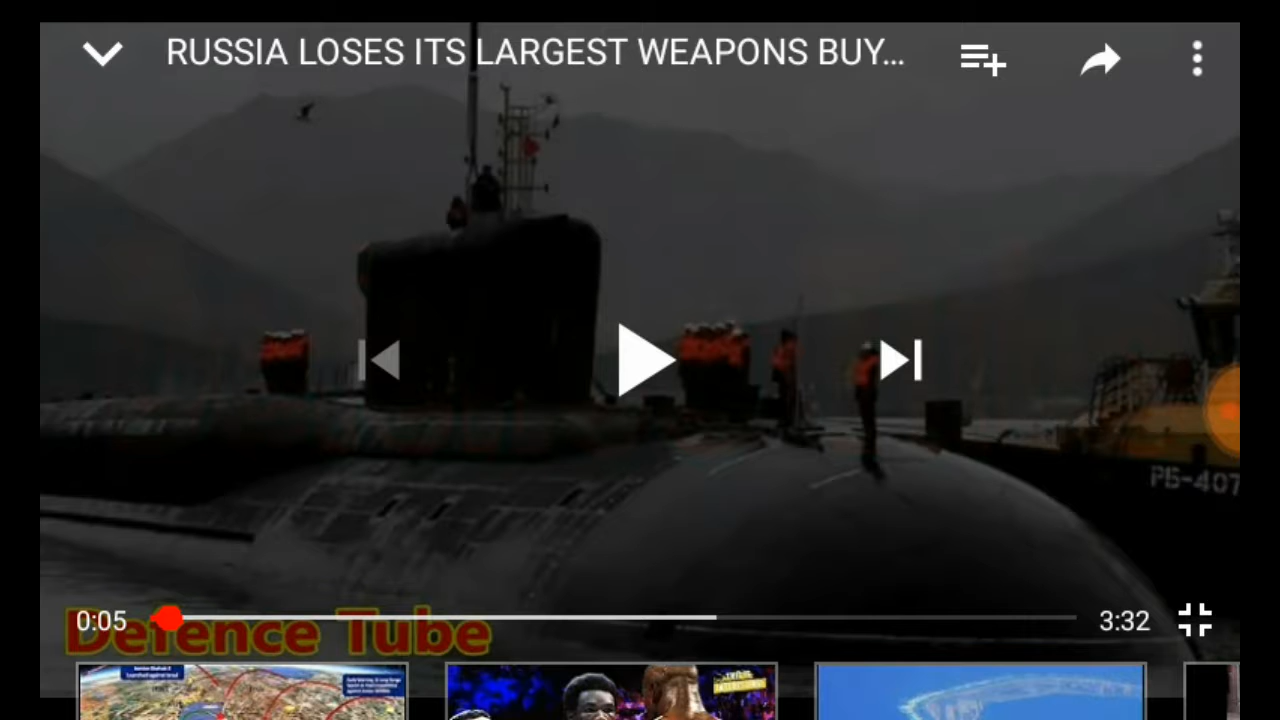 RUSSIA LOSES ITS LARGEST WEAPONS BUY...
РБ-407
0:05
3:32
Defence Tube